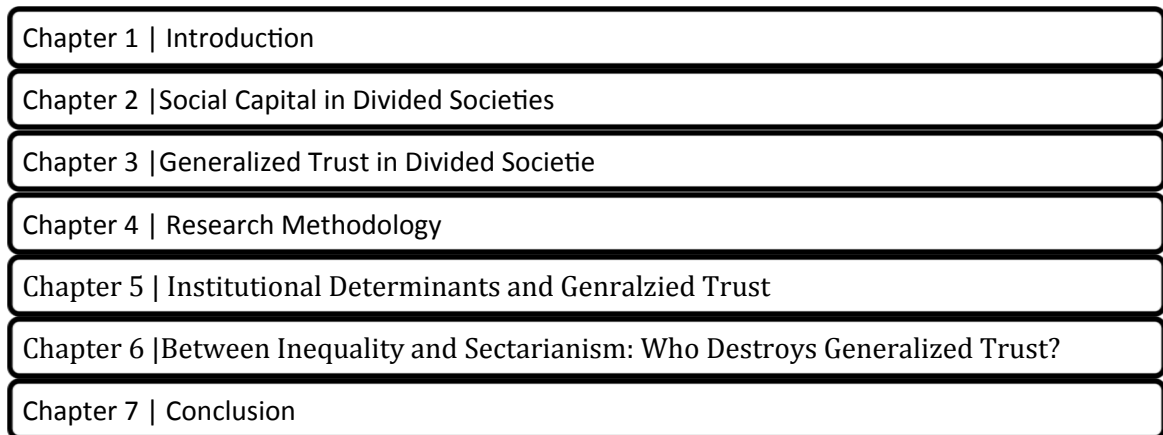 Chapter 1 | Introduction
Chapter 2 |Social Capital in Divided Societies
Chapter 3 |Generalized Trust in Divided Societie
Chapter 4 | Research Methodology
Chapter 5 | Institutional Determinants and Genralzied Trust
Chapter 6 |Between Inequality and Sectarianism: Who Destroys Generalized Trust?
Chapter 7 | Conclusion